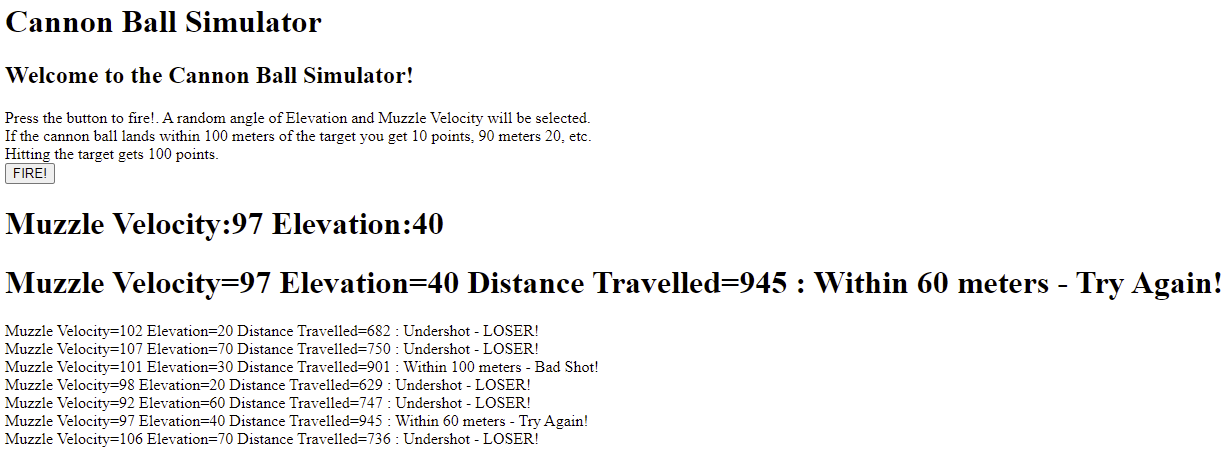 Cannon Ball Simulator
Welcome to the Cannon Ball Simulator!
Press the button to fire!. A random angle of Elevation and Muzzle Velocity will be selected.
If the cannon ball lands within 100 meters of the target you get 10 points, 90 meters 20, etc.
Hitting the target gets 100 points.
FIRE!
Muzzle Velocity:97 Elevation:40
Muzzle Velocity=97 Elevation=40 Distance Travelled=945 : Within 60 meters - Try Again!
Muzzle Velocity=102 Elevation=20 Distance Travelled=682 : Undershot - LOSER!
Muzzle Velocity=107 Elevation=70 Distance Travelled=750 : Undershot - LOSER!
Muzzle Velocity=101 Elevation=30 Distance Travelled=901 : Within 100 meters - Bad Shot!
Muzzle Velocity=98 Elevation=20 Distance Travelled=629 : Undershot - LOSER!
Muzzle Velocity=92 Elevation=60 Distance Travelled=747 : Undershot - LOSER!
Muzzle Velocity=97 Elevation=40 Distance Travelled=945 : Within 60 meters - Try Again!
Muzzle Velocity=106 Elevation=70 Distance Travelled=736 : Undershot - LOSER!